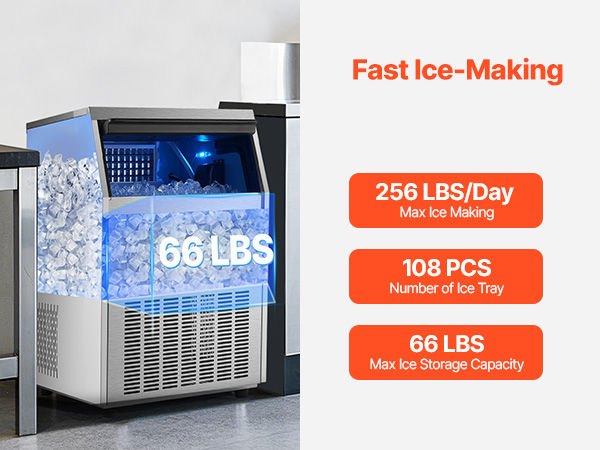 Fast Ice-Making
256 LBS/Day
Max Ice Making
108 PCS
Number of Ice Tray
66 LBS
Max Ice Storage Capacity
66 LBS